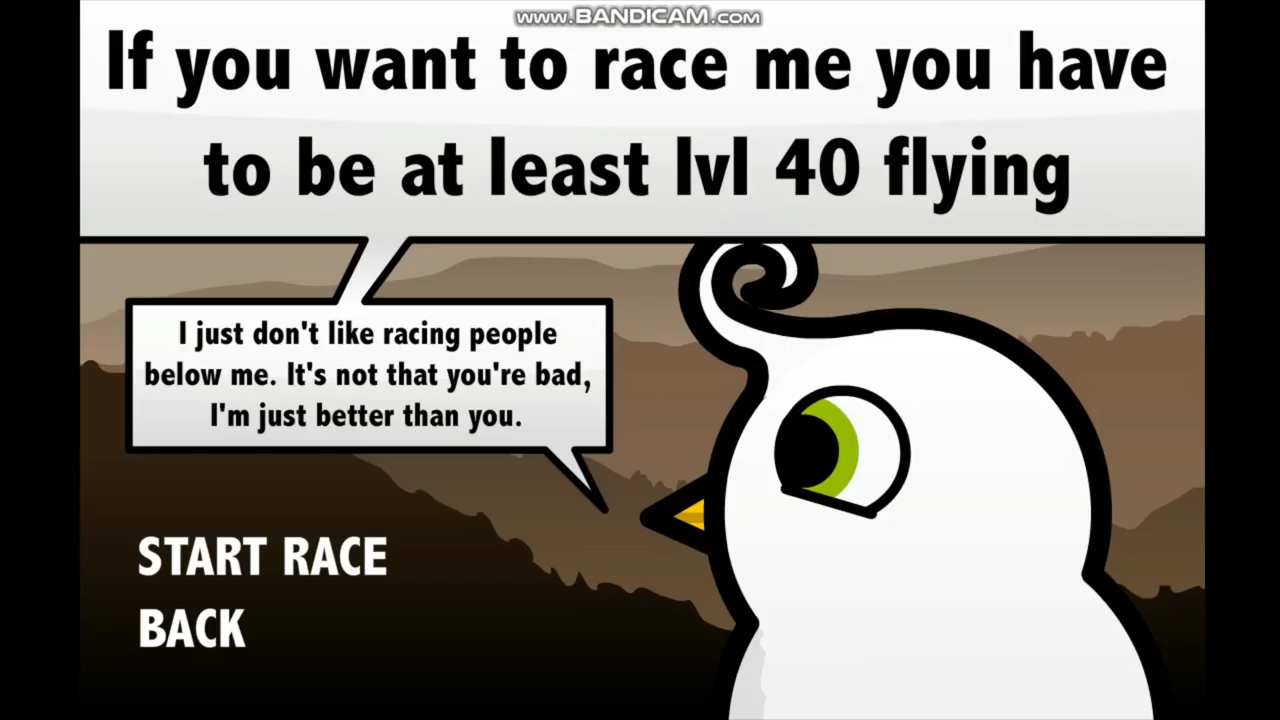 www.BANDICAM.com
If you want to race me you have
to be at least lvl 40 flying
I just don't like racing people
below me. It's not that you're bad,
I'm just better than you.
START RACE
BACK